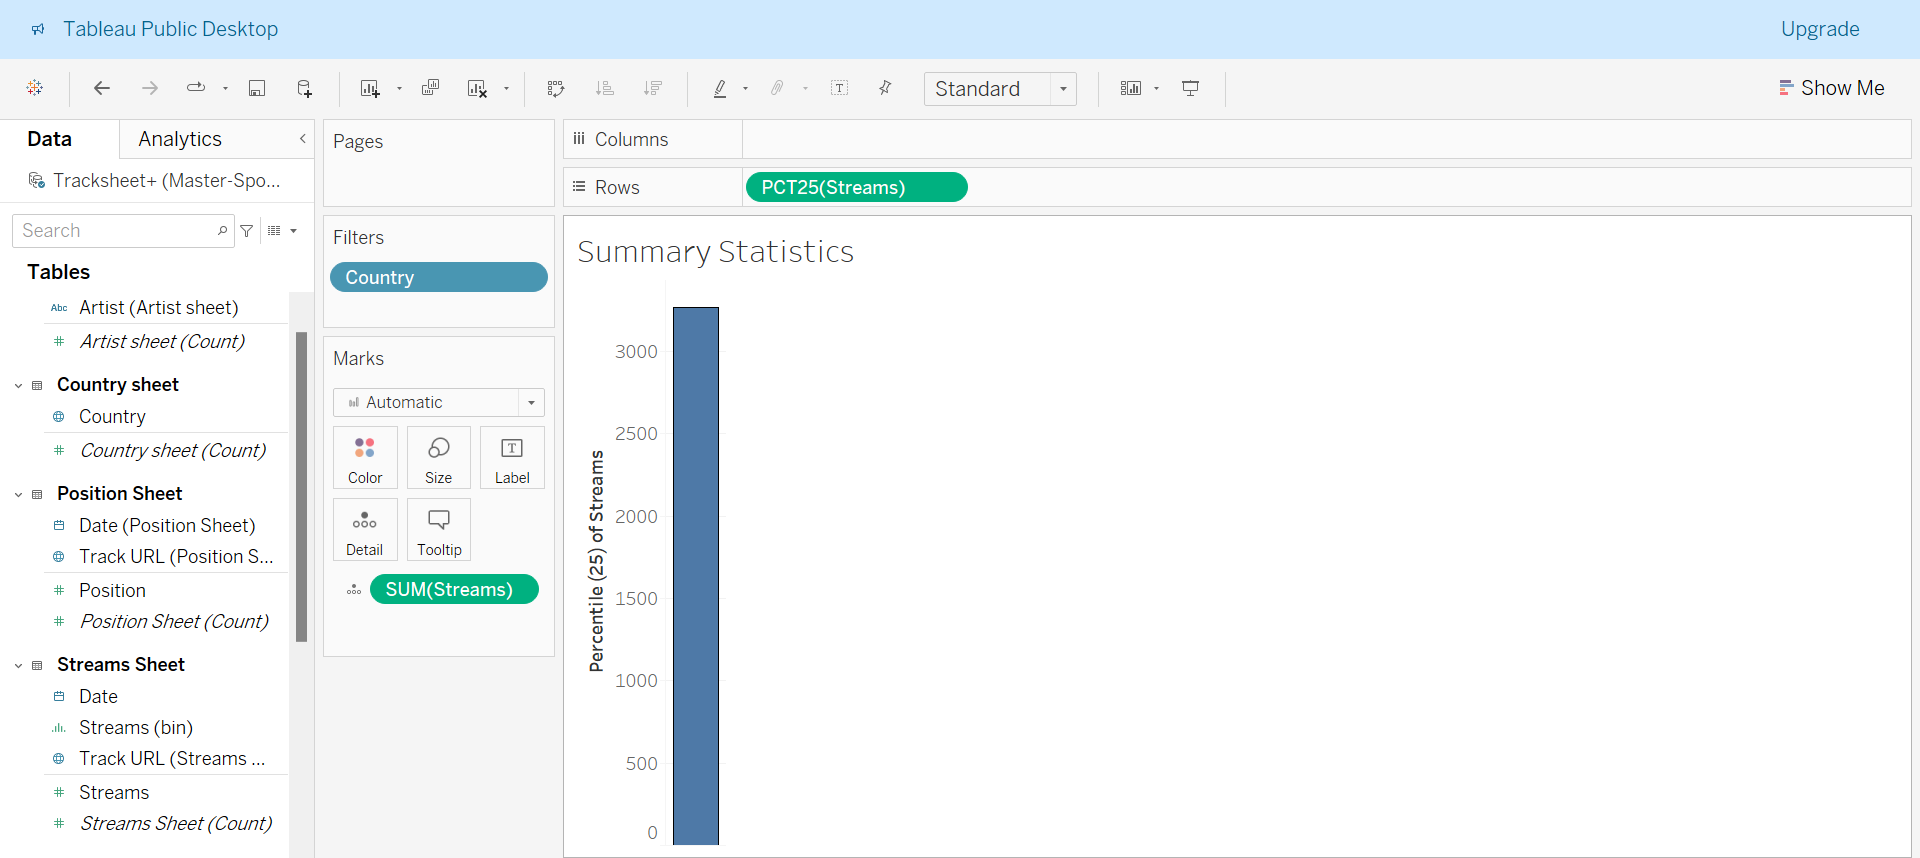 Tableau Public Desktop
Upgrade
Standard
Show Me
Data
Analytics
Tracksheet+ (Master-Spo...
Search
Tables
Abc Artist (Artist sheet)
# Artist sheet (Count)
Country sheet
Country
# Country sheet (Count)
Position Sheet
Date (Position Sheet)
Track URL (Position S...
# Position
# Position Sheet (Count)
Streams Sheet
Date
Streams (bin)
Track URL (Streams ...
# Streams
# Streams Sheet (Count)
Pages
Filters
Country
Marks
Automatic
Color
Size
T
Label
Detail
Tooltip
SUM(Streams)
Columns
Rows
PCT25(Streams)
Summary Statistics
Percentile (25) of Streams
3000
2500
2000
1500
1000
500
0